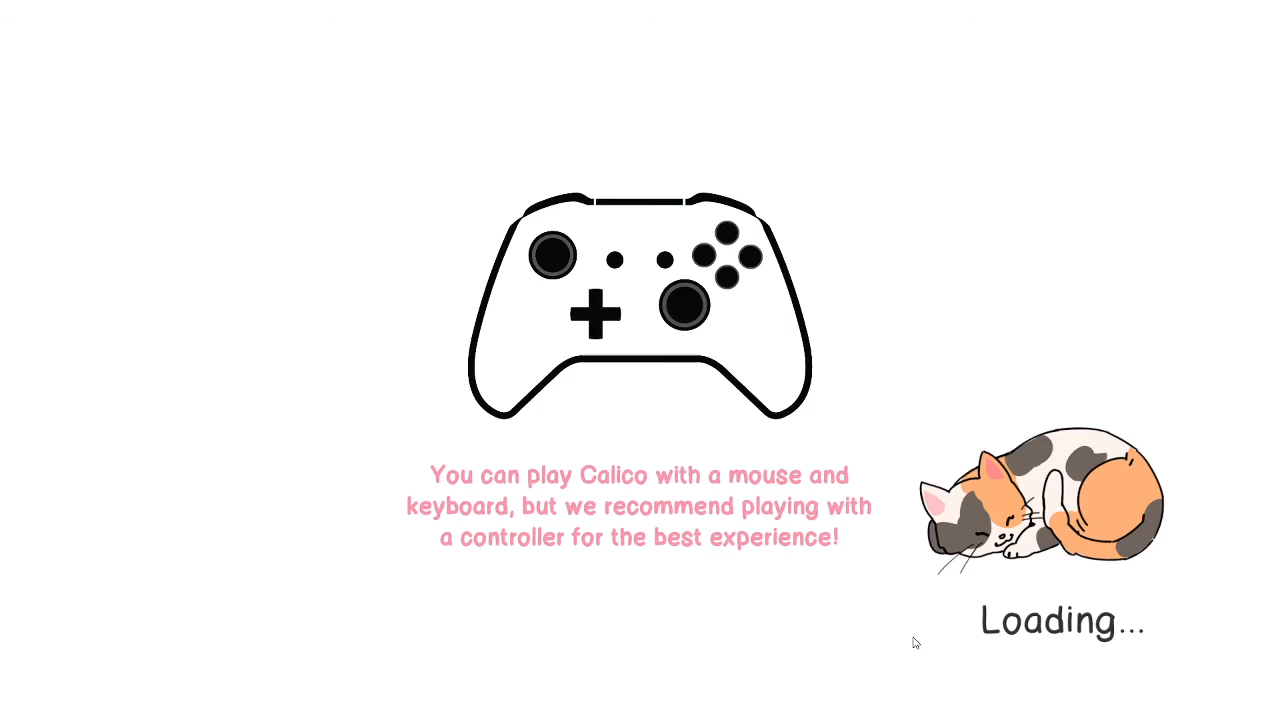 You can play Calico with a mouse and
keyboard, but we recommend playing with
a controller for the best experience!
Loading...